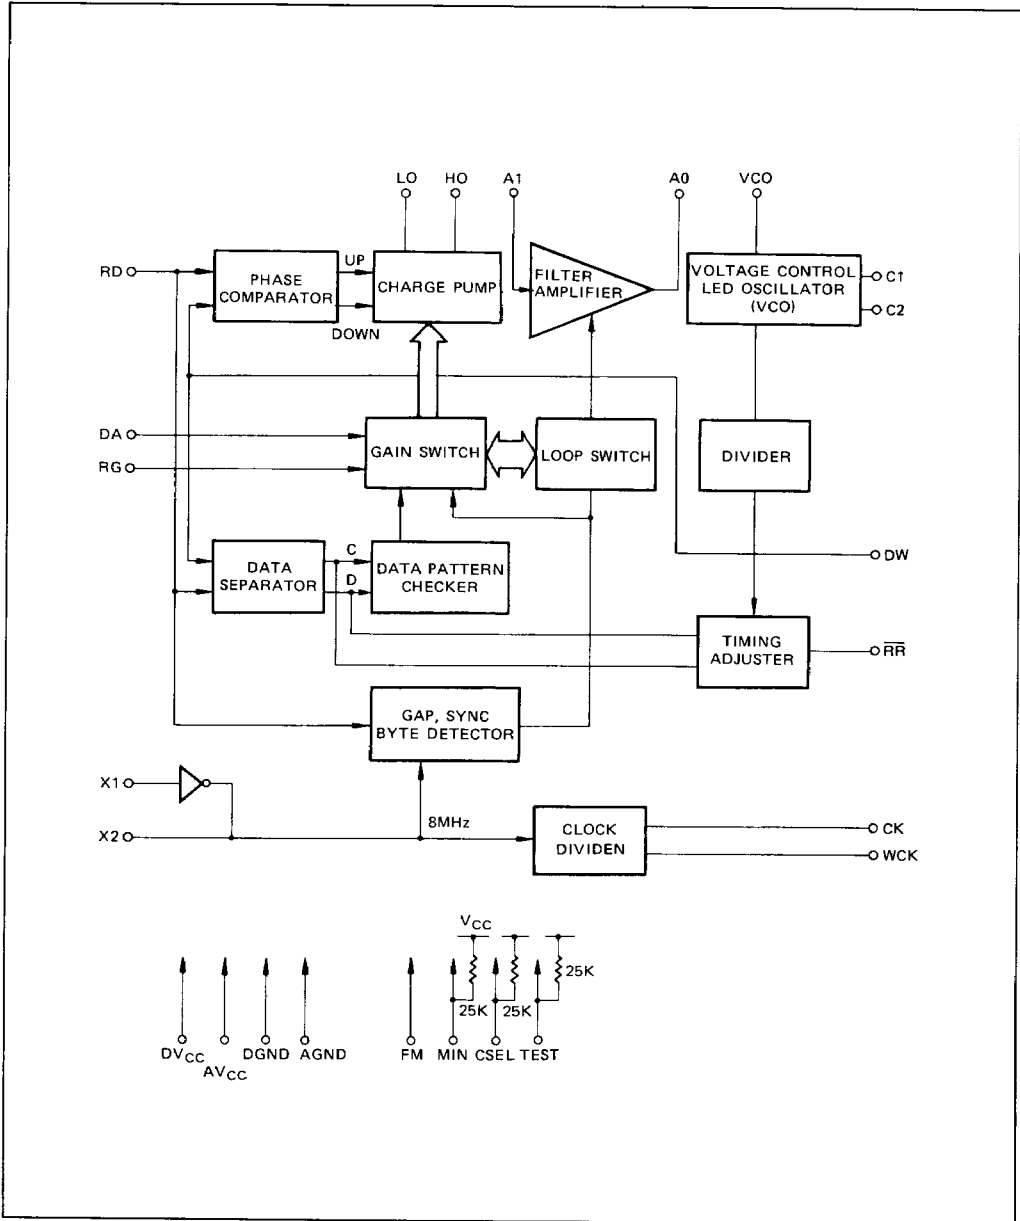 LO HO A1 A0 VCO
RD
PHASE
COMPARATOR
UP
DOWN
CHARGE PUMP
FILTER
AMPLIFIER
VOLTAGE CONTROL
LED OSCILLATOR
(VCO)
C1
C2
DA
RG
GAIN SWITCH
LOOP SWITCH
DIVIDER
DW
DATA
SEPARATOR
C
D
DATA PATTERN
CHECKER
TIMING
ADJUSTER
RR
GAP, SYNC
BYTE DETECTOR
X1
X2
8MHz
CLOCK
DIVIDEN
CK
WCK
VCC
25K
25K 25K
DVCC
AVCC
DGND
AGND
FM MIN CSEL TEST